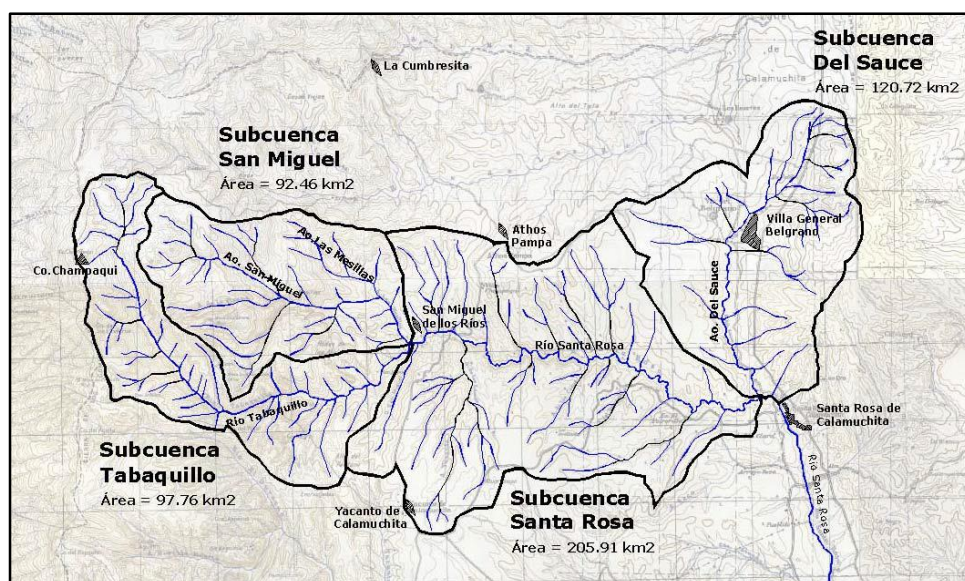 Subcuenca
Del Sauce
Área = 120.72 km2
La Cumbresita
Calamuchita
Subcuenca
San Miguel
Área = 92.46 km2
Athos
Pampa
Villa General
Belgrano
Co.Champaqui
Ao. San Miguel
Ao.Las Mesillas
Ao. Del Sauce
San Miguel
de los Ríos
Río Santa Rosa
Río Tabaquillo
Santa Rosa de
Calamuchita
Río Santa Rosa
Subcuenca
Tabaquillo
Área = 97.76 km2
Yacanto de
Calamuchita
Subcuenca
Santa Rosa
Área = 205.91 km2